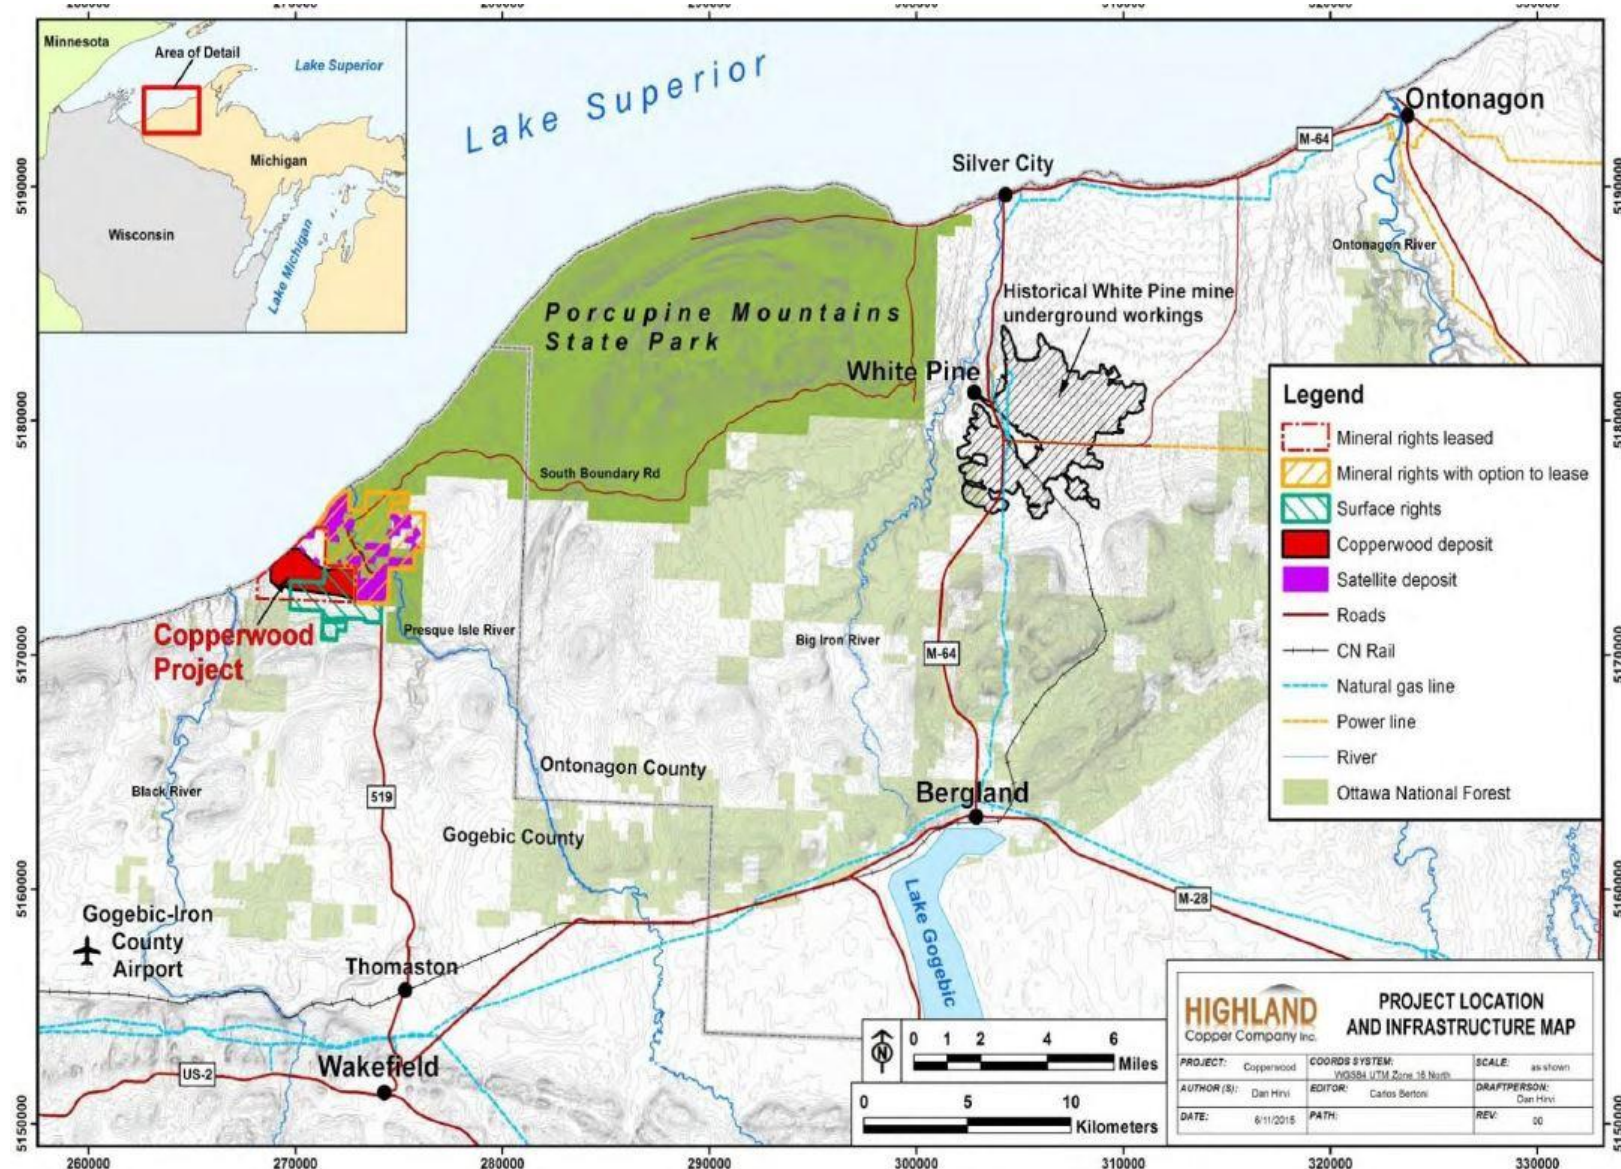 Minnesota
Area of Detail
Lake Superior
Michigan
Wisconsin
Lake Michigan
Lake Superior
Ontonagon
M-64
Silver City
Ontonagon River
Historical White Pine mine
underground workings
Porcupine Mountains
State Park
White Pine
South Boundary Rd
Copperwood
Project
Presque Isle River
Big Iron River
M-64
Black River
519
Ontonagon County
Gogebic County
Bergland
M-28
Lake Gogebic
Gogebic-Iron
County
Airport
Thomaston
Wakefield
US-2
Legend
Mineral rights leased
Mineral rights with option to lease
Surface rights
Copperwood deposit
Satellite deposit
Roads
CN Rail
Natural gas line
Power line
River
Ottawa National Forest
N
0 1 2 4 6
Miles
0 5 10
Kilometers
HIGHLAND
Copper Company Inc.
PROJECT LOCATION
AND INFRASTRUCTURE MAP
PROJECT: Copperwood
COORDS SYSTEM:
WGS84 UTM Zone 16 North
SCALE: as shown
AUTHOR (S): Dan Hirvi
EDITOR: Carlos Bertoni
DRAFTPERSON:
Dan Hirvi
DATE: 6/11/2015
PATH:
REV: 00
5190000
5180000
5170000
5160000
5150000
5190000
5180000
5170000
5160000
260000 270000 280000 290000 300000 310000 320000 330000